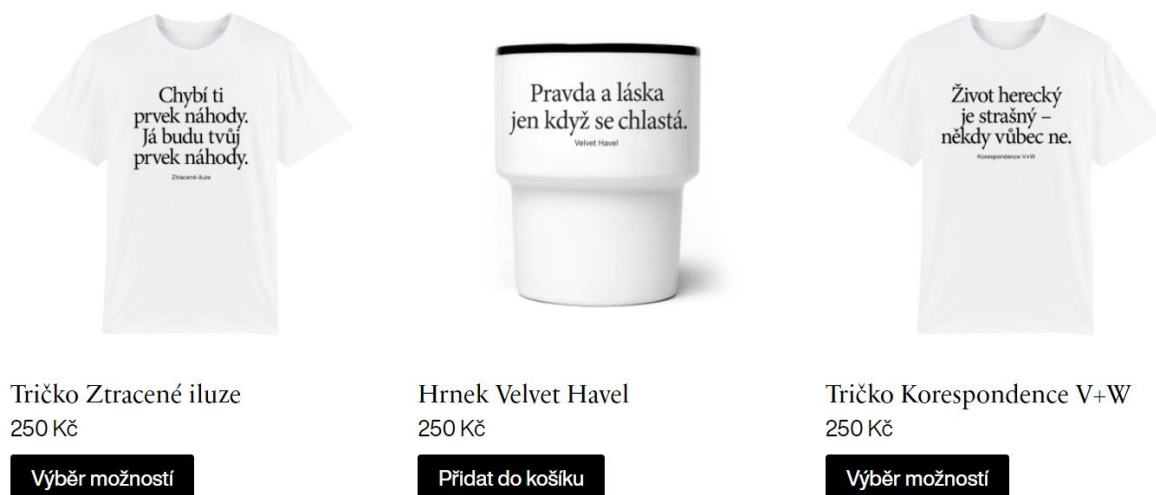 Chybí ti
prvek náhody.
Já budu tvůj
prvek náhody.
Ztracené iluze
Pravda a láska
jen když se chlastá.
Velvet Havel
Život herecký
je strašný –
někdy vůbec ne.
Korespondence V+W
Tričko Ztracené iluze
250 Kč
Výběr možností
Hrnek Velvet Havel
250 Kč
Přidat do košíku
Tričko Korespondence V+W
250 Kč
Výběr možností